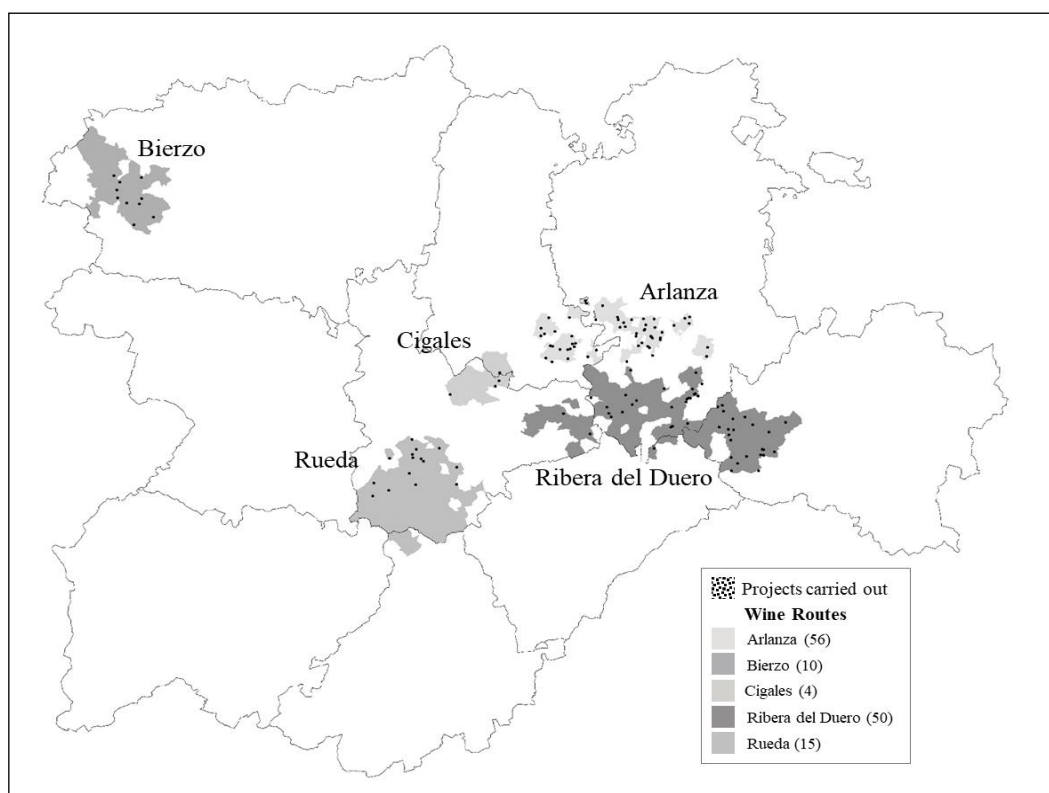 Bierzo
Arlanza
Cigales
Rueda
Ribera del Duero
Projects carried out
Wine Routes
Arlanza (56)
Bierzo (10)
Cigales (4)
Ribera del Duero (50)
Rueda (15)